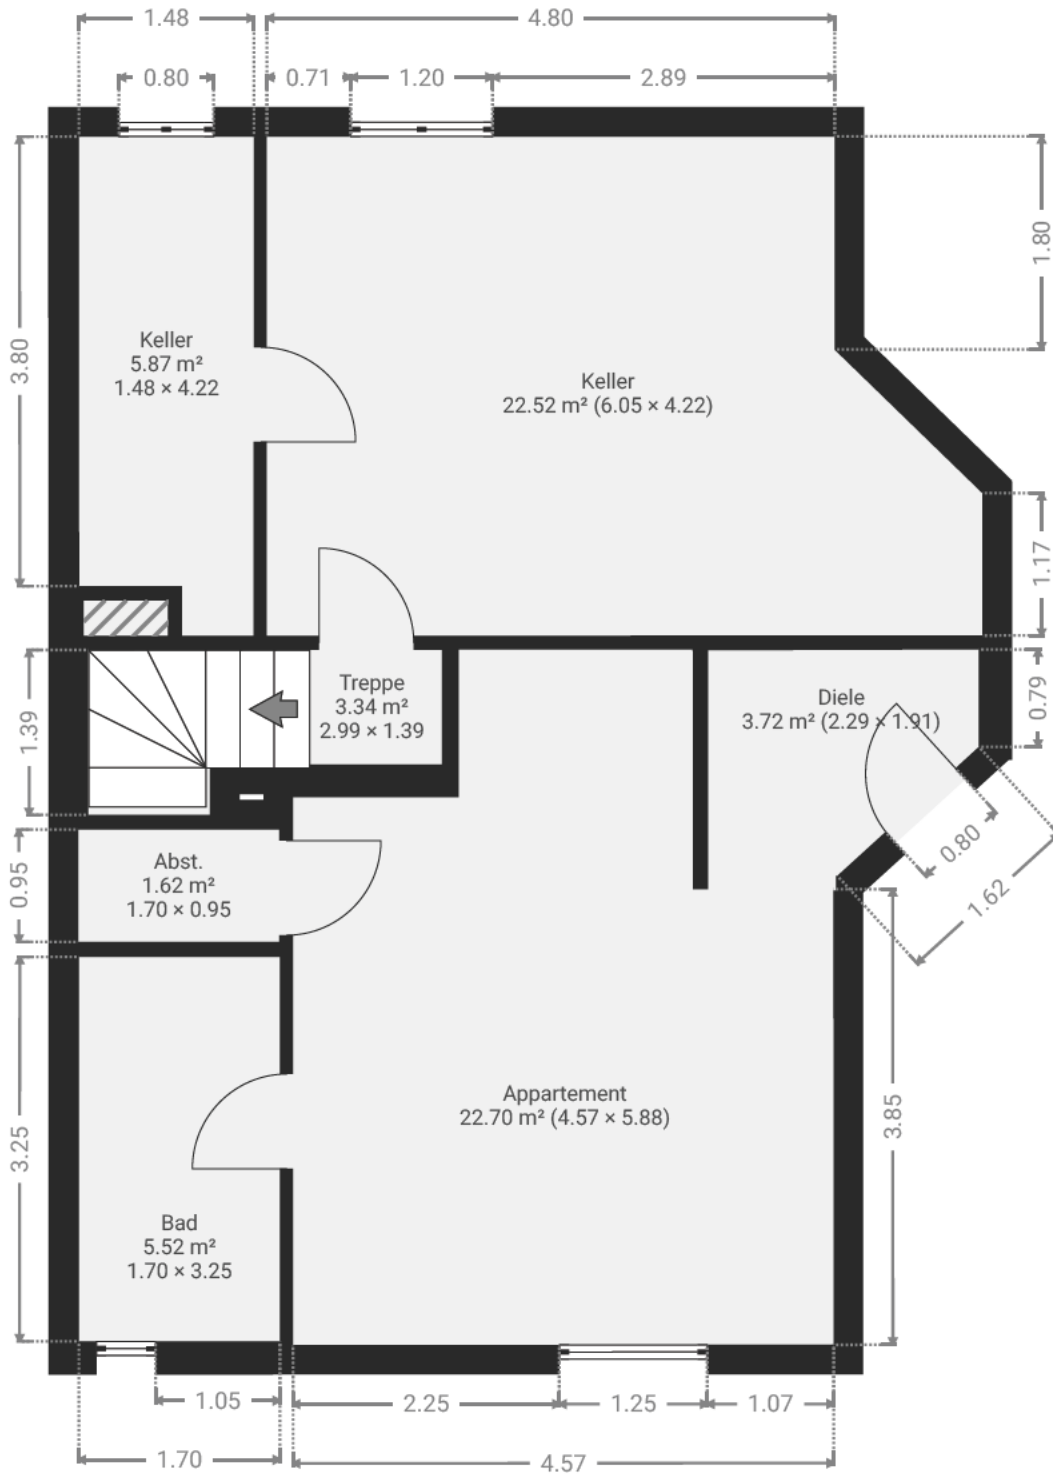 1.48
4.80
0.80
0.71
1.20
2.89
1.80
3.80
Keller
5.87 m²
1.48 × 4.22
Keller
22.52 m² (6.05 × 4.22)
1.17
Treppe
3.34 m²
2.99 × 1.39
Diele
3.72 m² (2.29 × 1.91)
0.79
1.39
0.80
1.62
Abst.
1.62 m²
1.70 × 0.95
0.95
Appartement
22.70 m² (4.57 × 5.88)
3.85
3.25
Bad
5.52 m²
1.70 × 3.25
1.05
2.25
1.25
1.07
1.70
4.57